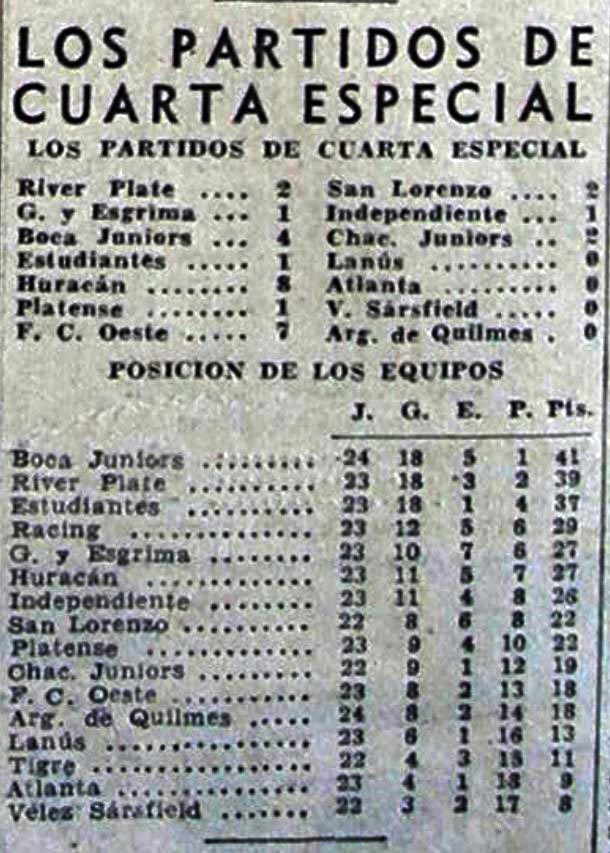 LOS PARTIDOS DE
CUARTA ESPECIAL
LOS PARTIDOS DE CUARTA ESPECIAL
River Plate .... 2 San Lorenzo .... 2
G. y Esgrima ... 1 Independiente ... 1
Boca Juniors ... 4 Chac. Juniors .. 2
Estudiantes ..... 1 Lanús ......... 0
Huracán ........ 8 Atlanta ........ 0
Platense ........ 1 V. Sársfield ..... 0
F. C. Oeste ..... 7 Arg. de Quilmes . 0
POSICION DE LOS EQUIPOS
J. G. E. P. Pts.
Boca Juniors ......... 24 18 5 1 41
River Plate .......... 23 18 3 2 39
Estudiantes .......... 23 18 1 4 37
Racing .............. 23 12 5 6 29
G. y Esgrima ........ 23 10 7 6 27
Huracán ............. 23 11 5 7 27
Independiente ........ 23 11 4 8 26
San Lorenzo .......... 22 8 6 8 22
Platense ............. 23 9 4 10 22
Chac. Juniors ........ 22 9 1 12 19
F. C. Oeste .......... 23 8 2 13 18
Arg. de Quilmes ..... 24 8 2 14 18
Lanús ............... 23 6 1 16 13
Tigre ................ 22 4 3 15 11
Atlanta .............. 23 4 1 18 9
Vélez Sársfield ....... 22 3 2 17 8